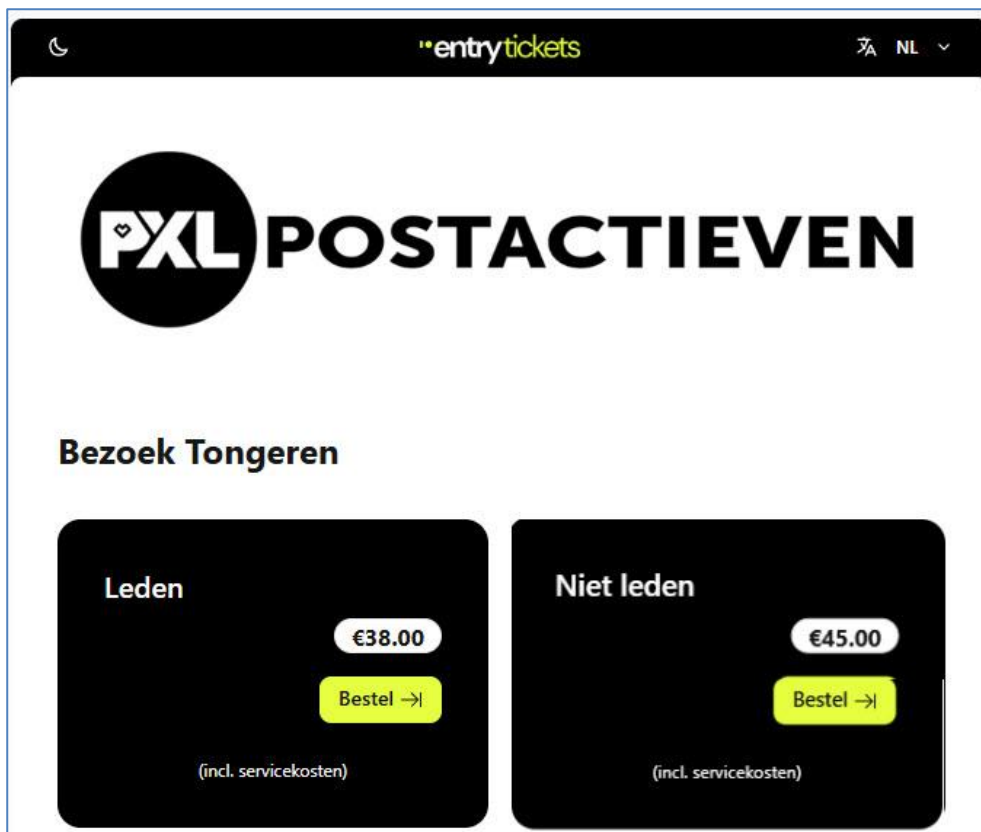 entrytickets
NL
PXL POSTACTIEVEN
Bezoek Tongeren
Leden
€38.00
Bestel
(incl. servicekosten)
Niet leden
€45.00
Bestel
(incl. servicekosten)